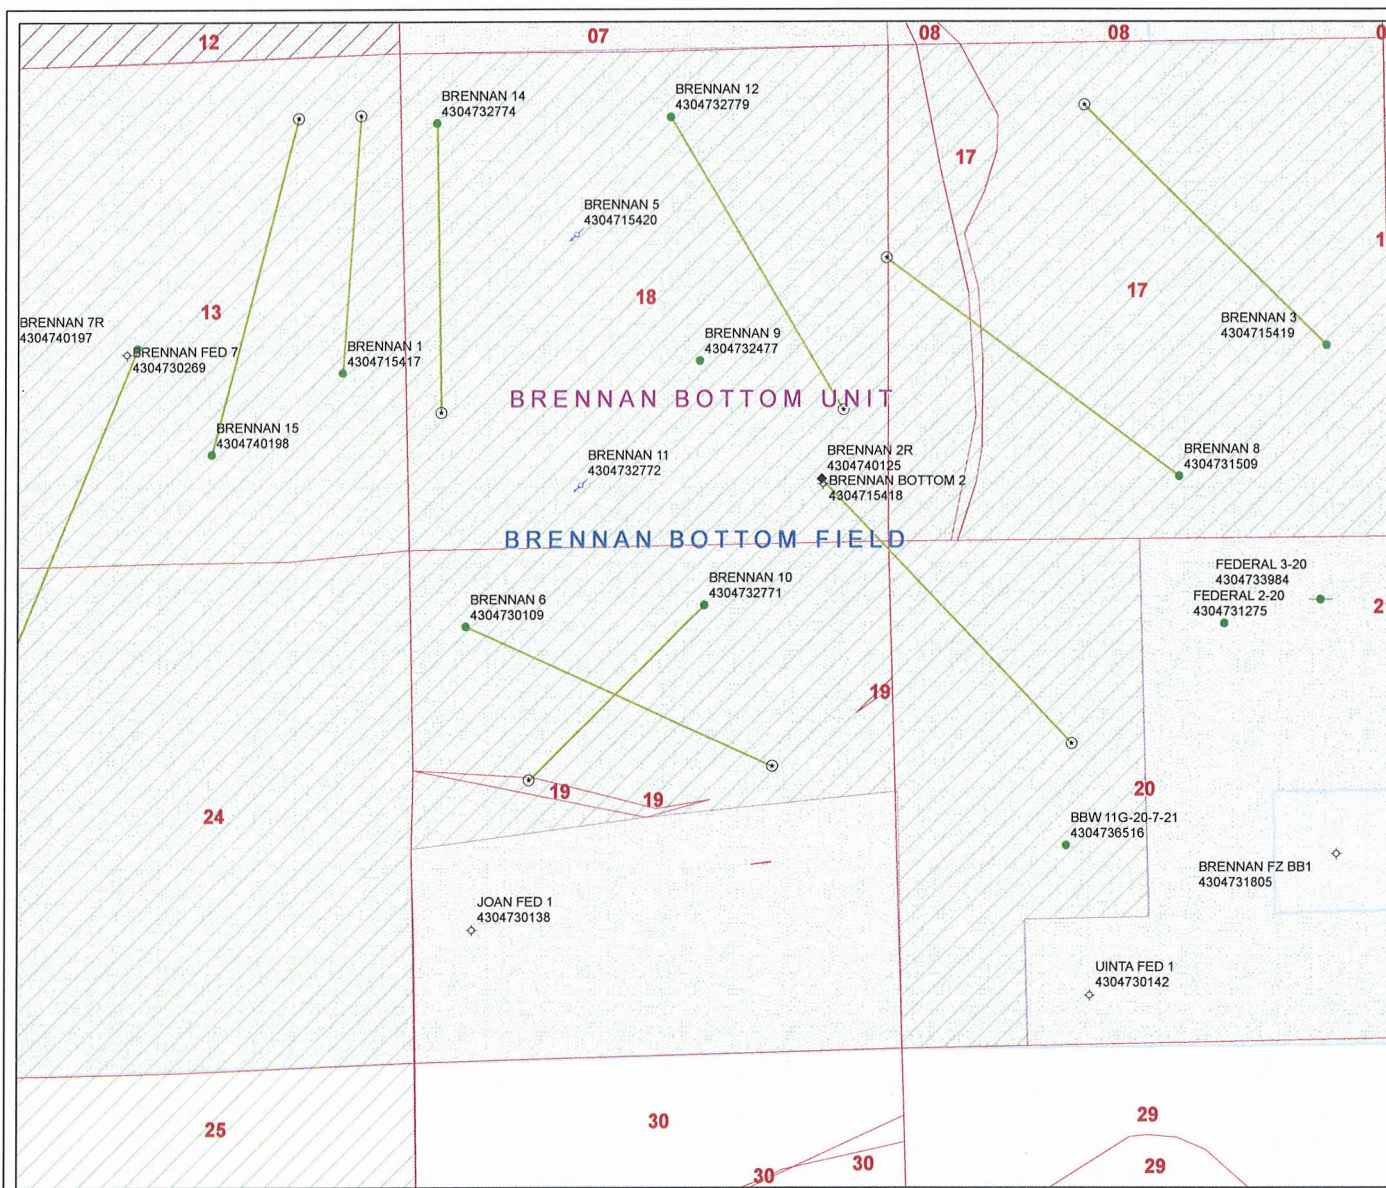 12
07
08
08
0
BRENNAN 14
4304732774
BRENNAN 12
4304732779
17
BRENNAN 5
4304715420
1
13
18
17
BRENNAN 7R
4304740197
BRENNAN FED 7
4304730269
BRENNAN 1
4304715417
BRENNAN 9
4304732477
BRENNAN 3
4304715419
BRENNAN BOTTOM UNIT
BRENNAN 15
4304740198
BRENNAN 11
4304732772
BRENNAN 2R
4304740125
BRENNAN BOTTOM 2
4304715418
BRENNAN 8
4304731509
BRENNAN BOTTOM FIELD
FEDERAL 3-20
4304733984
FEDERAL 2-20
4304731275
BRENNAN 6
4304730109
BRENNAN 10
4304732771
2
19
19
19
20
24
BBW 11G-20-7-21
4304736516
BRENNAN FZ BB1
4304731805
JOAN FED 1
4304730138
UINTA FED 1
4304730142
25
30
29
30
30
29